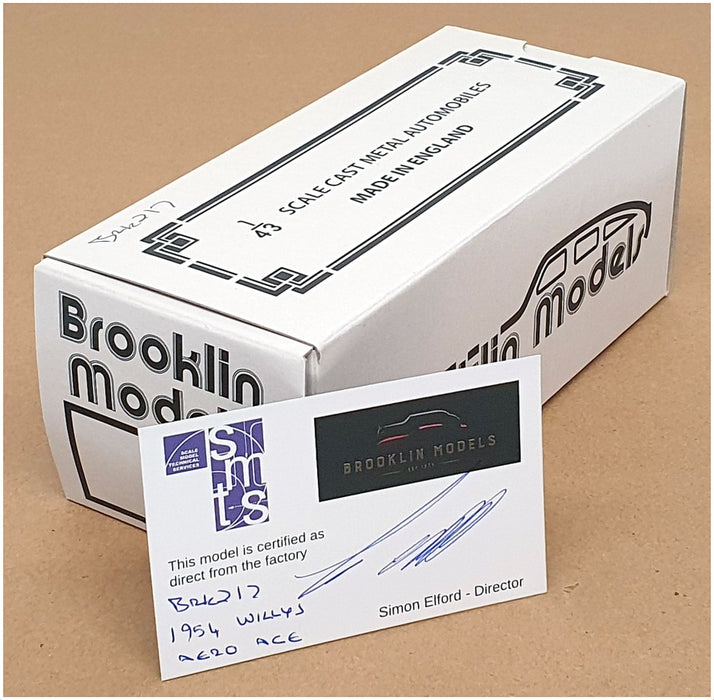 BRK217
1/43 SCALE CAST METAL AUTOMOBILES
MADE IN ENGLAND
Brooklin
Models
Models
SCALE
MODEL
TECHNICAL
SERVICES
smts
BROOKLIN MODELS
This model is certified as
direct from the factory
BRK217
1954 WILLYS
AERO ACE
Simon Elford - Director